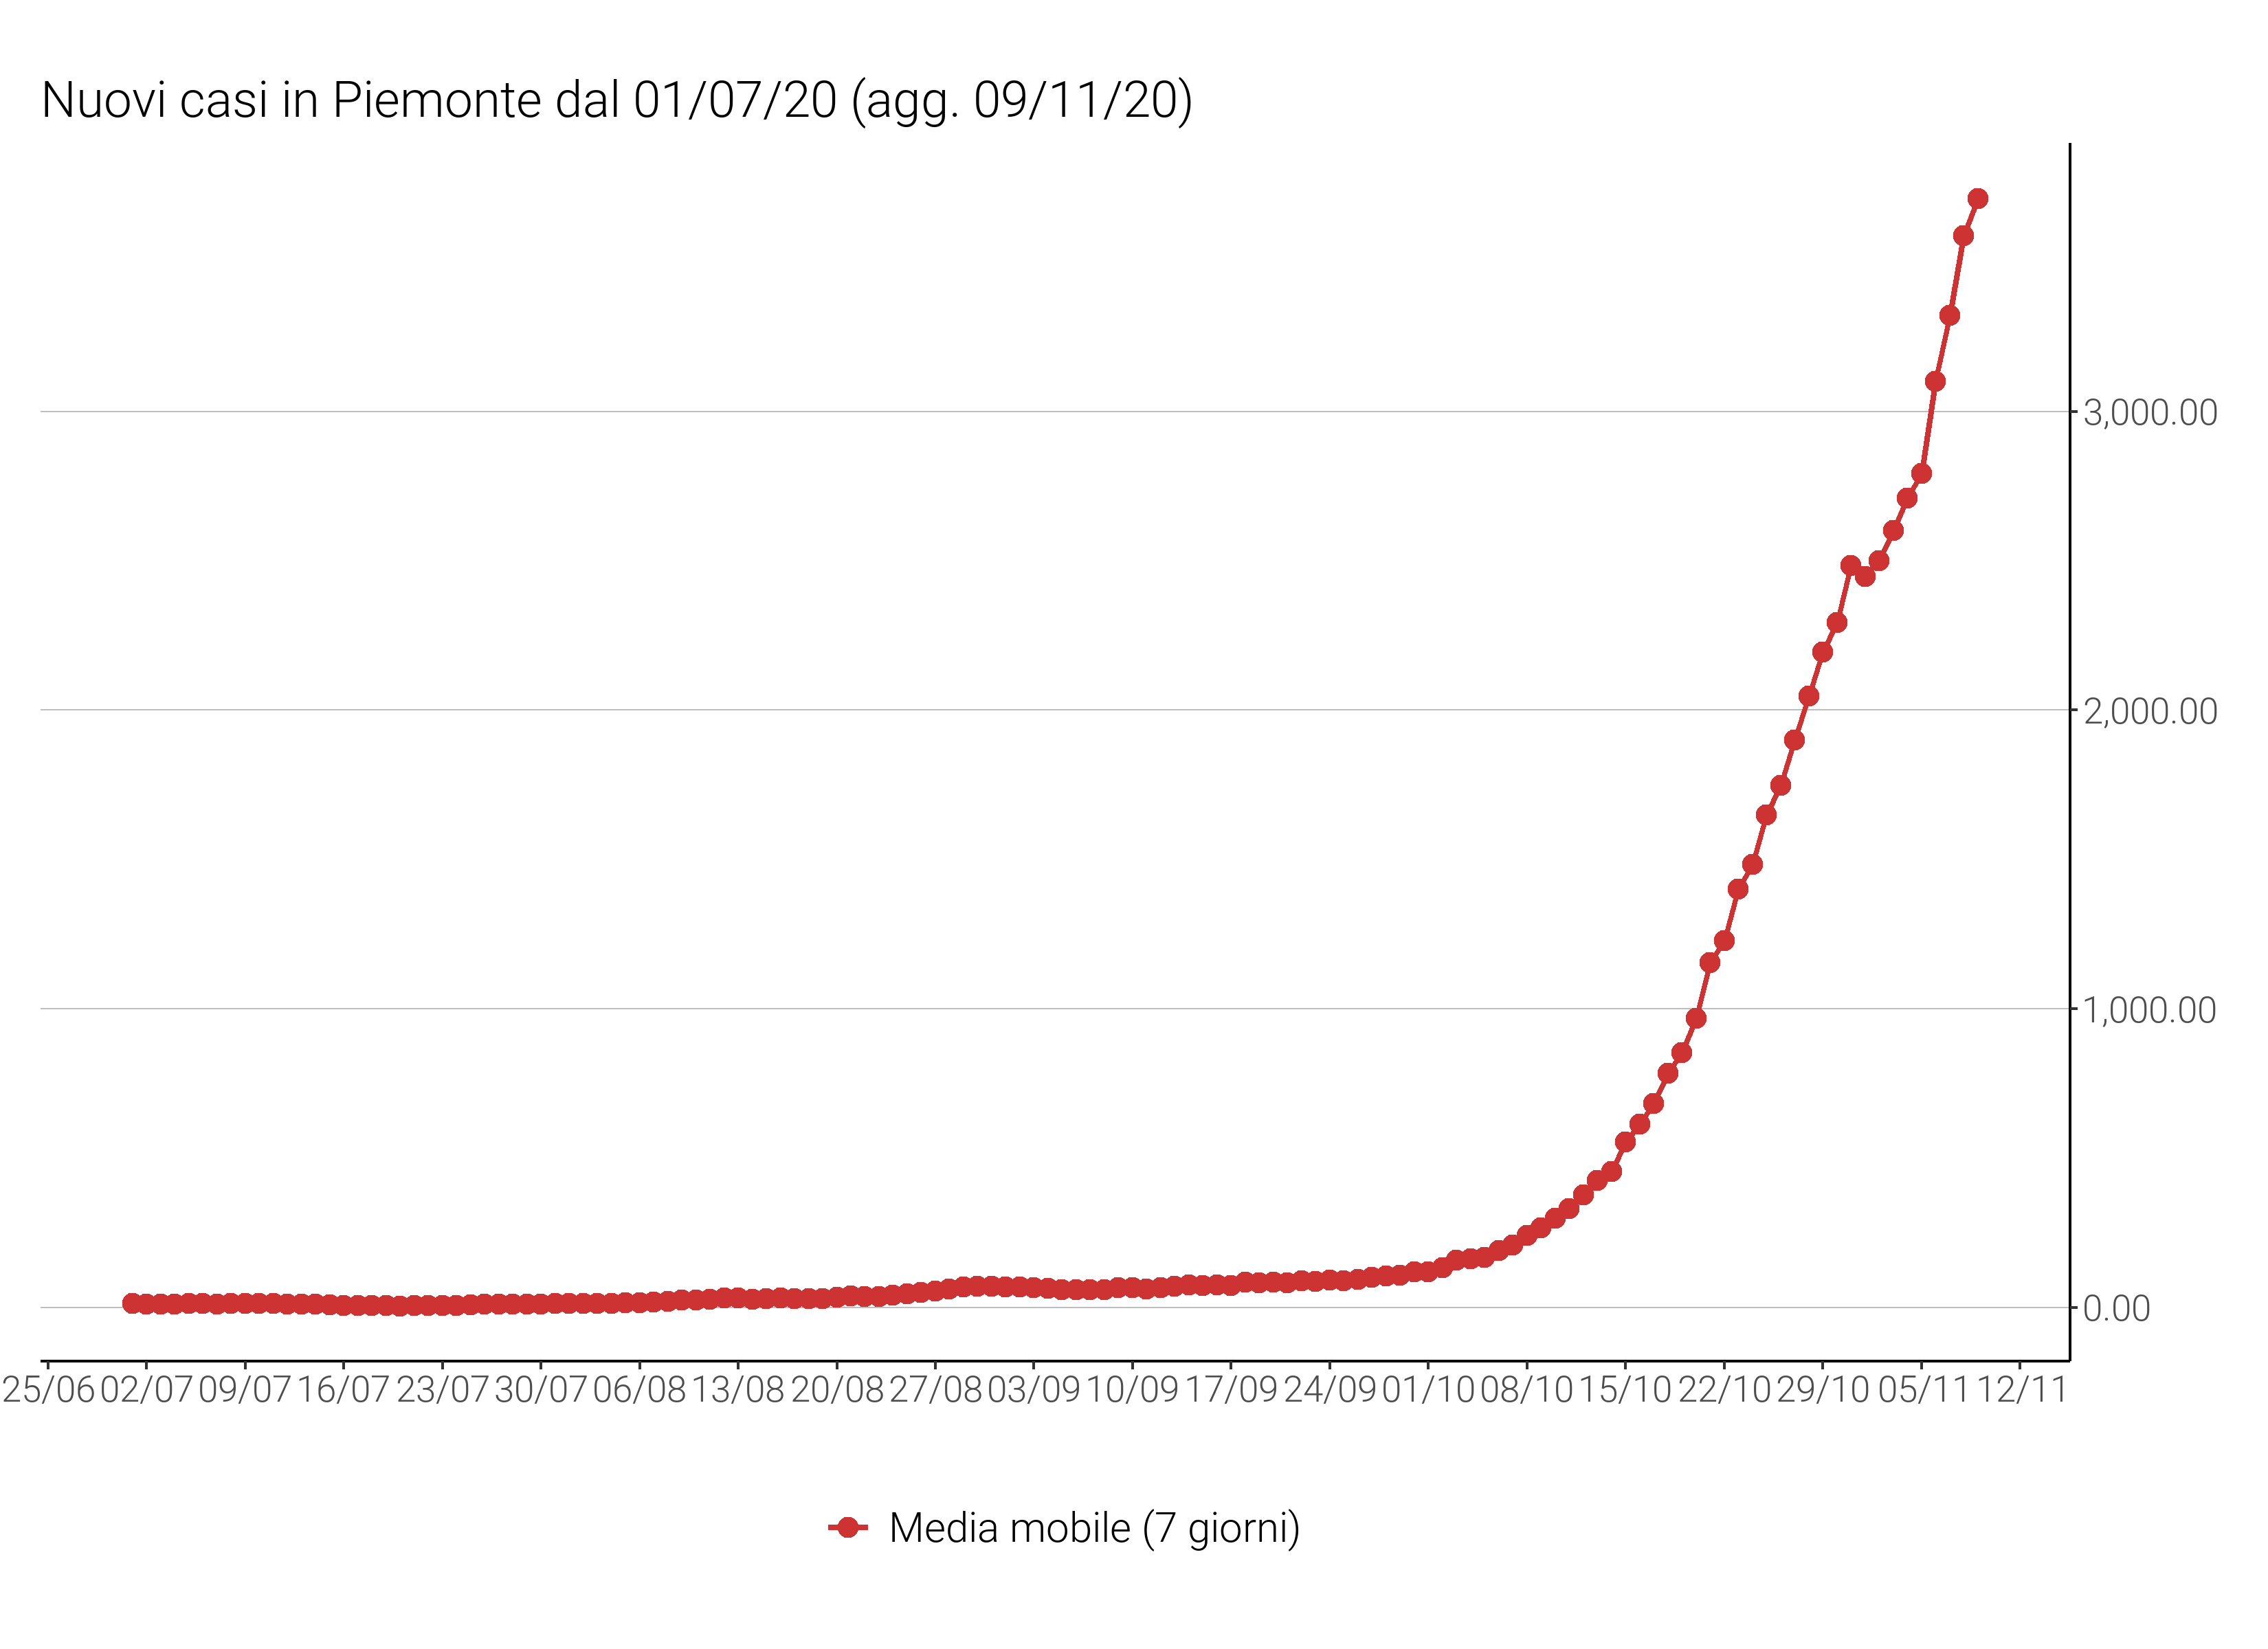 Nuovi casi in Piemonte dal 01/07/20 (agg. 09/11/20)
3,000.00
2,000.00
1,000.00
0.00
25/06 02/07 09/07 16/07 23/07 30/07 06/08 13/08 20/08 27/08 03/09 10/09 17/09 24/09 01/10 08/10 15/10 22/10 29/10 05/11 12/11
Media mobile (7 giorni)